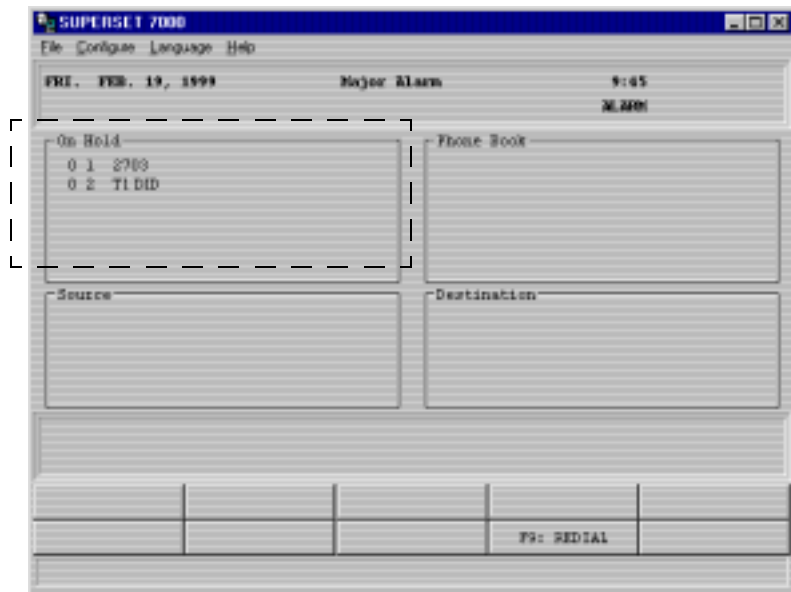 SUPERSET 7000
File Configure Language Help
FRI. FEB. 19, 1999 Major Alarm 9:45
ALARM
On Hold
0 1 2703
0 2 T1 DID
Phone Book
Source
Destination
F9: REDIAL